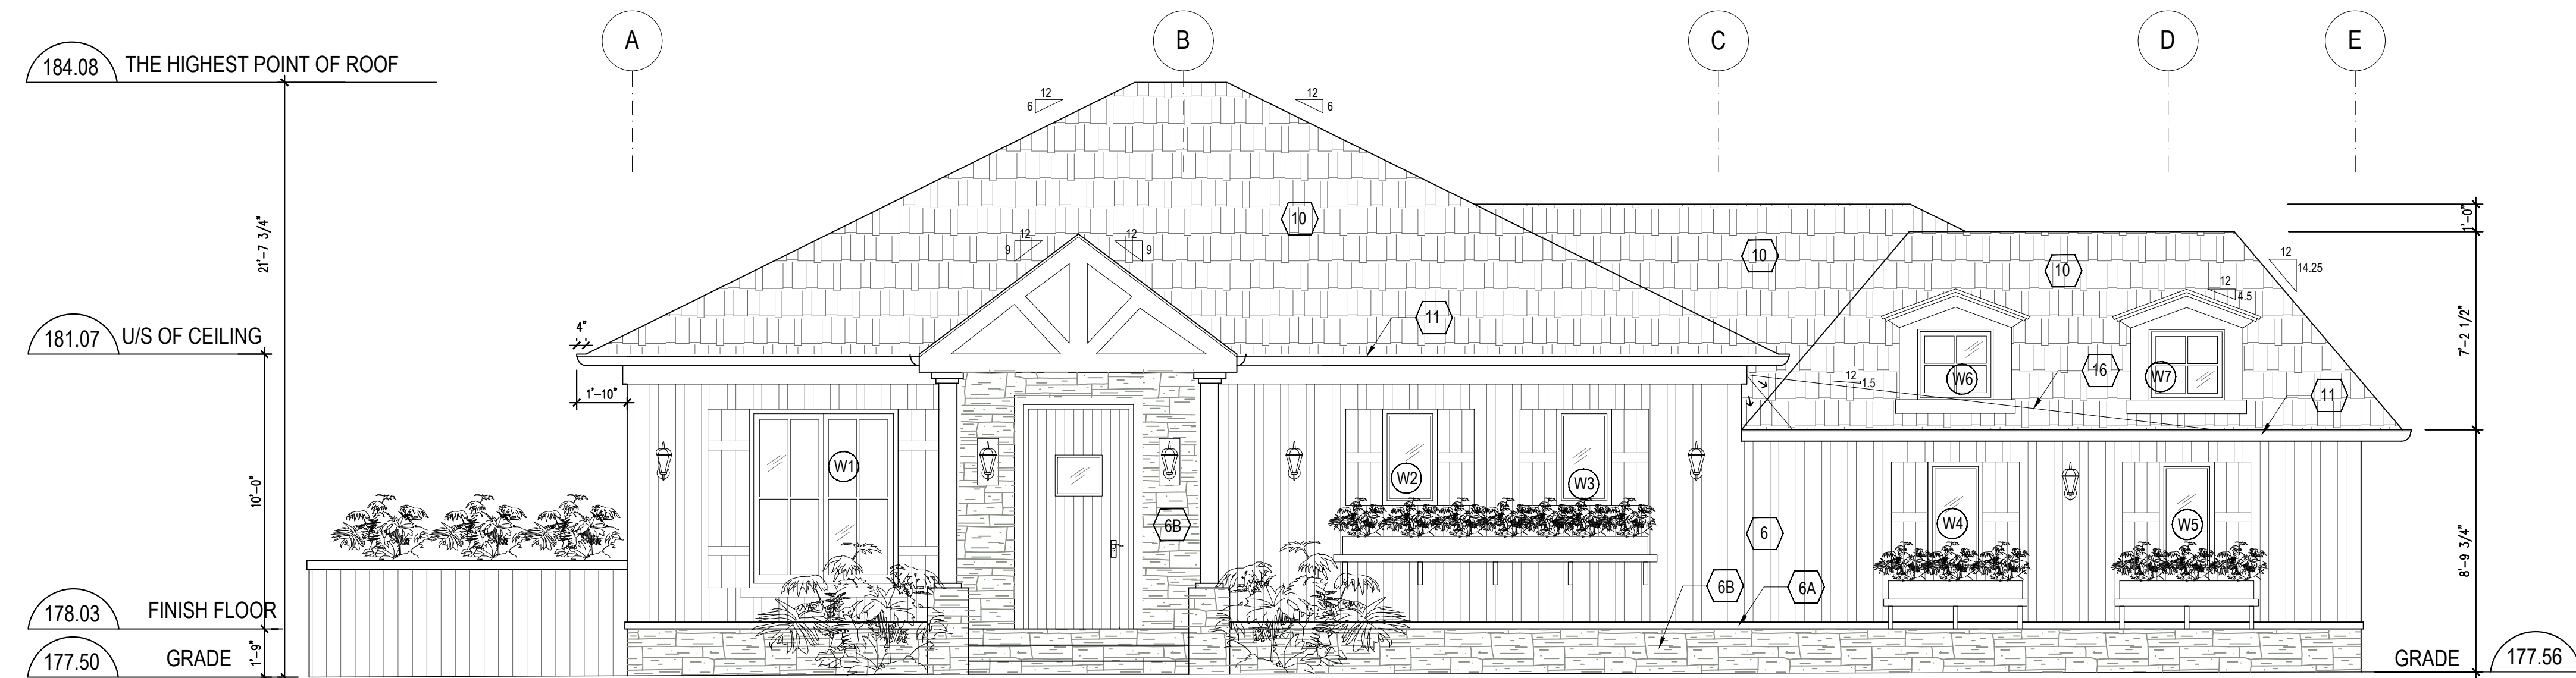 A
B
C
D
E
184.08 THE HIGHEST POINT OF ROOF
12
6
12
6
21'-7 3/4"
10
1'-0"
12
9
12
9
10
10
12
14.25
12
4.5
4"
11
181.07 U/S OF CEILING
7'-2 1/2"
12
1.5
16
W6
W7
11
1'-10"
W1
W2
W3
10'-0"
6B
6
W4
W5
8'-9 3/4"
6B
6A
178.03 FINISH FLOOR
1'-9"
177.50 GRADE
GRADE 177.56